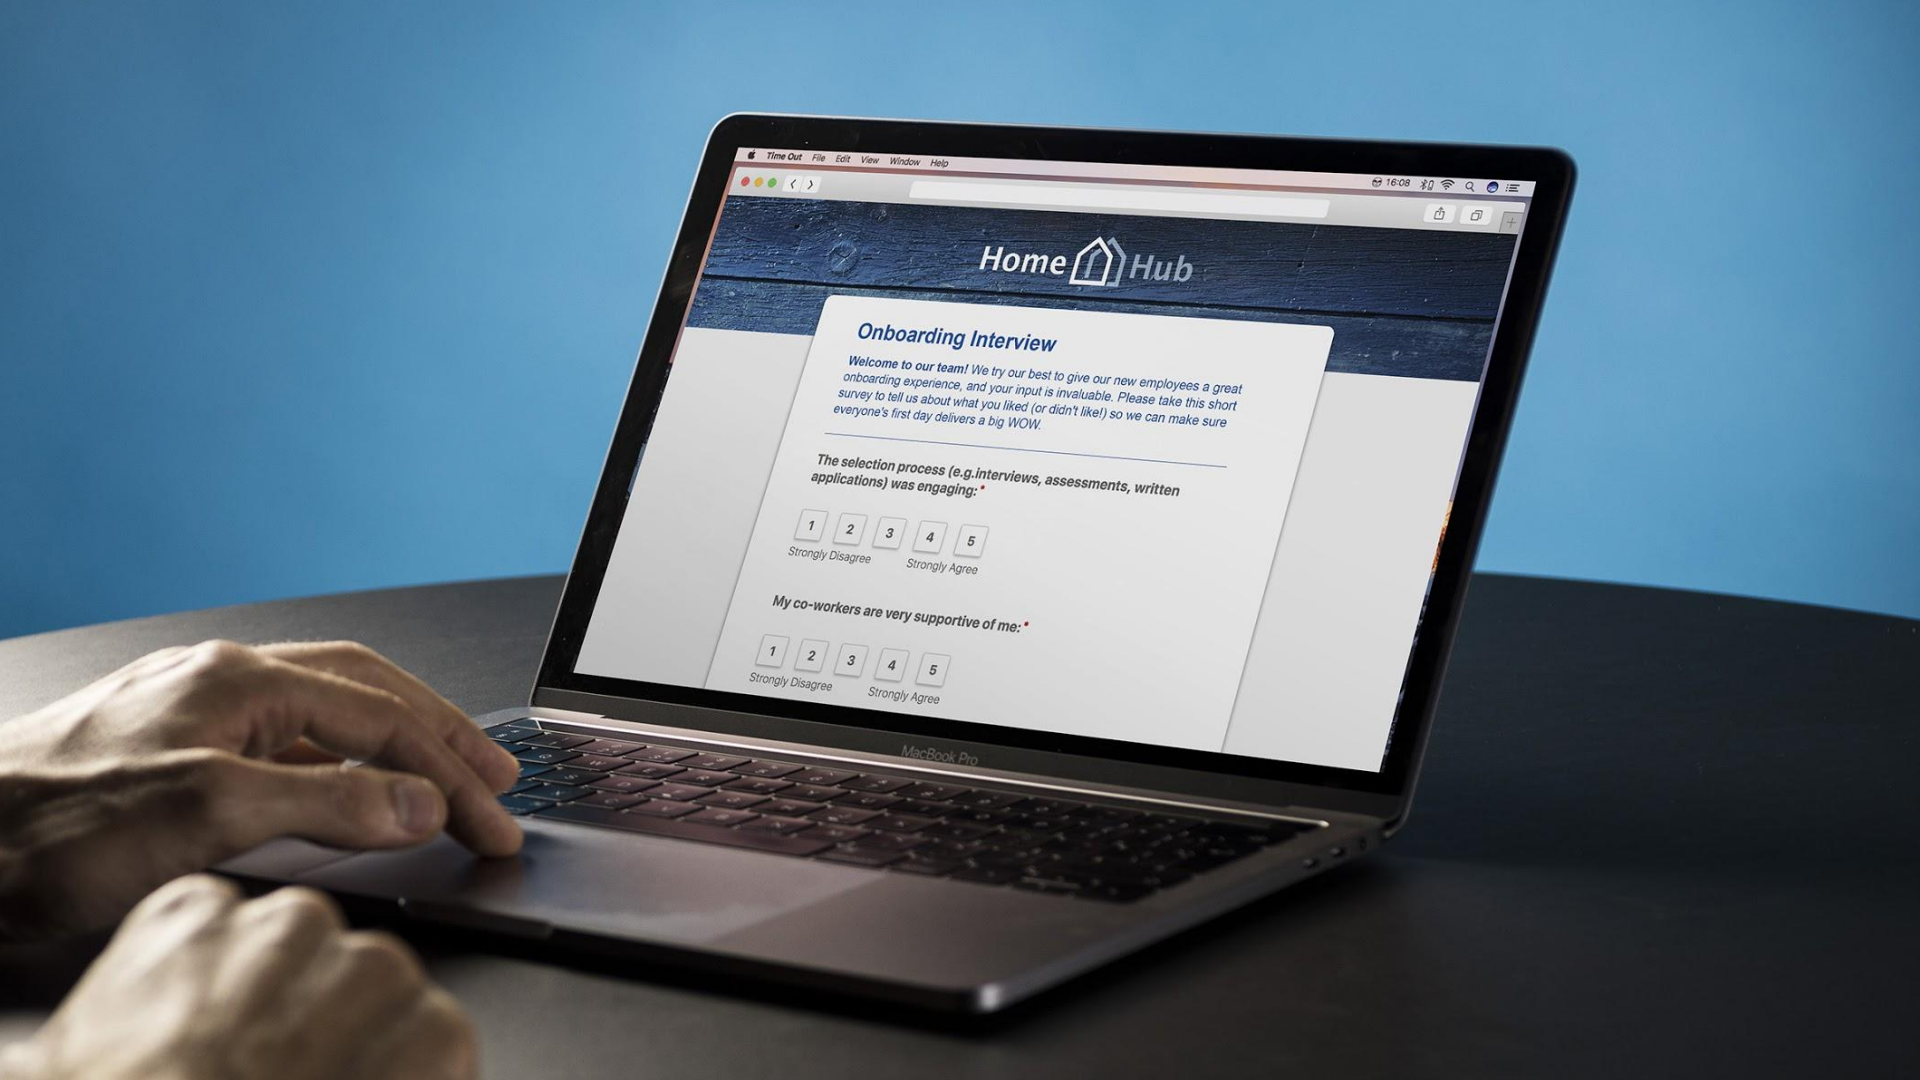 Time Out File Edit View Window Help
16:08
Home Hub
Onboarding Interview
Welcome to our team! We try our best to give our new employees a great
onboarding experience, and your input is invaluable. Please take this short
survey to tell us about what you liked (or didn't like!) so we can make sure
everyone's first day delivers a big WOW.
The selection process (e.g.interviews, assessments, written
applications) was engaging:*
1 2 3 4 5
Strongly Disagree Strongly Agree
My co-workers are very supportive of me:*
1 2 3 4 5
Strongly Disagree Strongly Agree
MacBook Pro